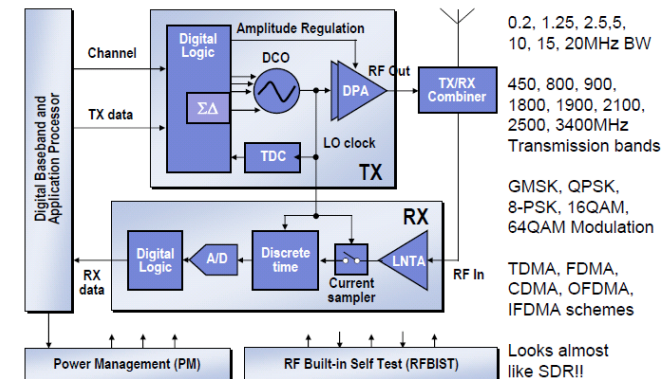 Digital Baseband and
Application Processor
Channel
TX data
RX
data
Digital
Logic
ΣΔ
Amplitude Regulation
DCO
TDC
DPA
RF Out
LO clock
TX
TX/RX
Combiner
RX
Digital
Logic
A/D
Discrete
time
Current
sampler
LNTA
RF In
Power Management (PM)
RF Built-in Self Test (RFBIST)
0.2, 1.25, 2.5,5,
10, 15, 20MHz BW
450, 800, 900,
1800, 1900, 2100,
2500, 3400MHz
Transmission bands
GMSK, QPSK,
8-PSK, 16QAM,
64QAM Modulation
TDMA, FDMA,
CDMA, OFDMA,
IFDMA schemes
Looks almost
like SDR!!